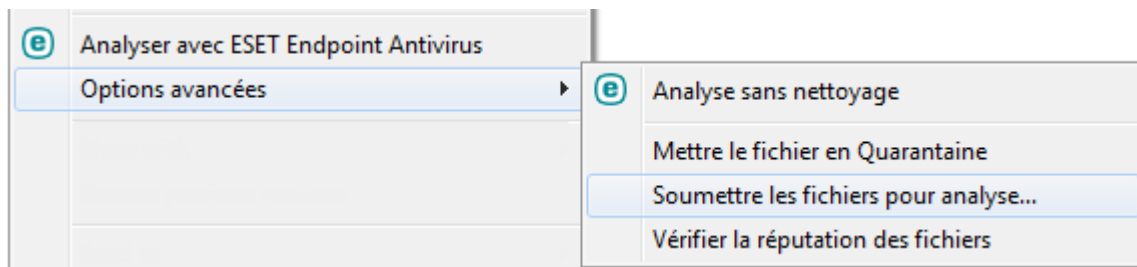 Analyser avec ESET Endpoint Antivirus
Options avancées
Analyse sans nettoyage
Mettre le fichier en Quarantaine
Soumettre les fichiers pour analyse...
Vérifier la réputation des fichiers